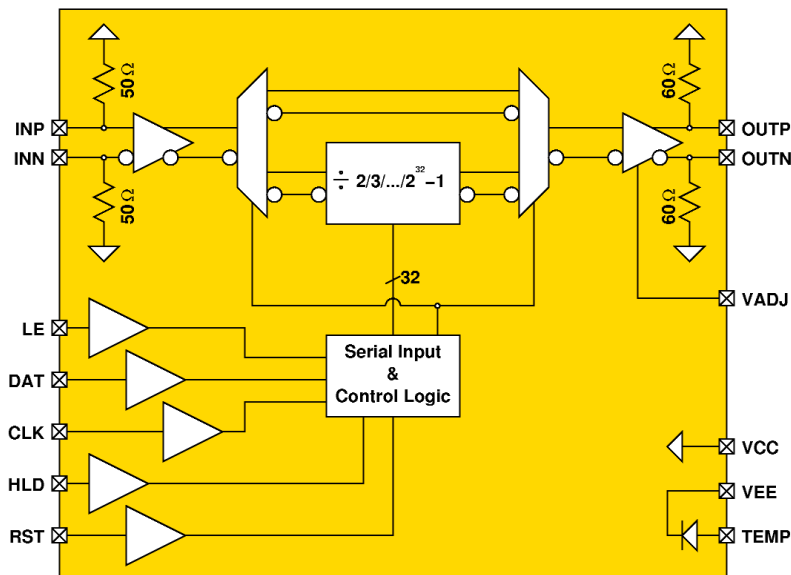 50Ω
60Ω
INP
OUTP
INN
OUTN
÷ 2/3/.../2³²−1
50Ω
60Ω
32
VADJ
LE
Serial Input
&
Control Logic
DAT
CLK
VCC
HLD
VEE
RST
TEMP